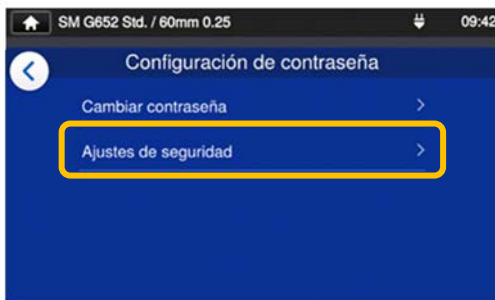 SM G652 Std. / 60mm 0.25 09:42
Configuración de contraseña
Cambiar contraseña >
Ajustes de seguridad >